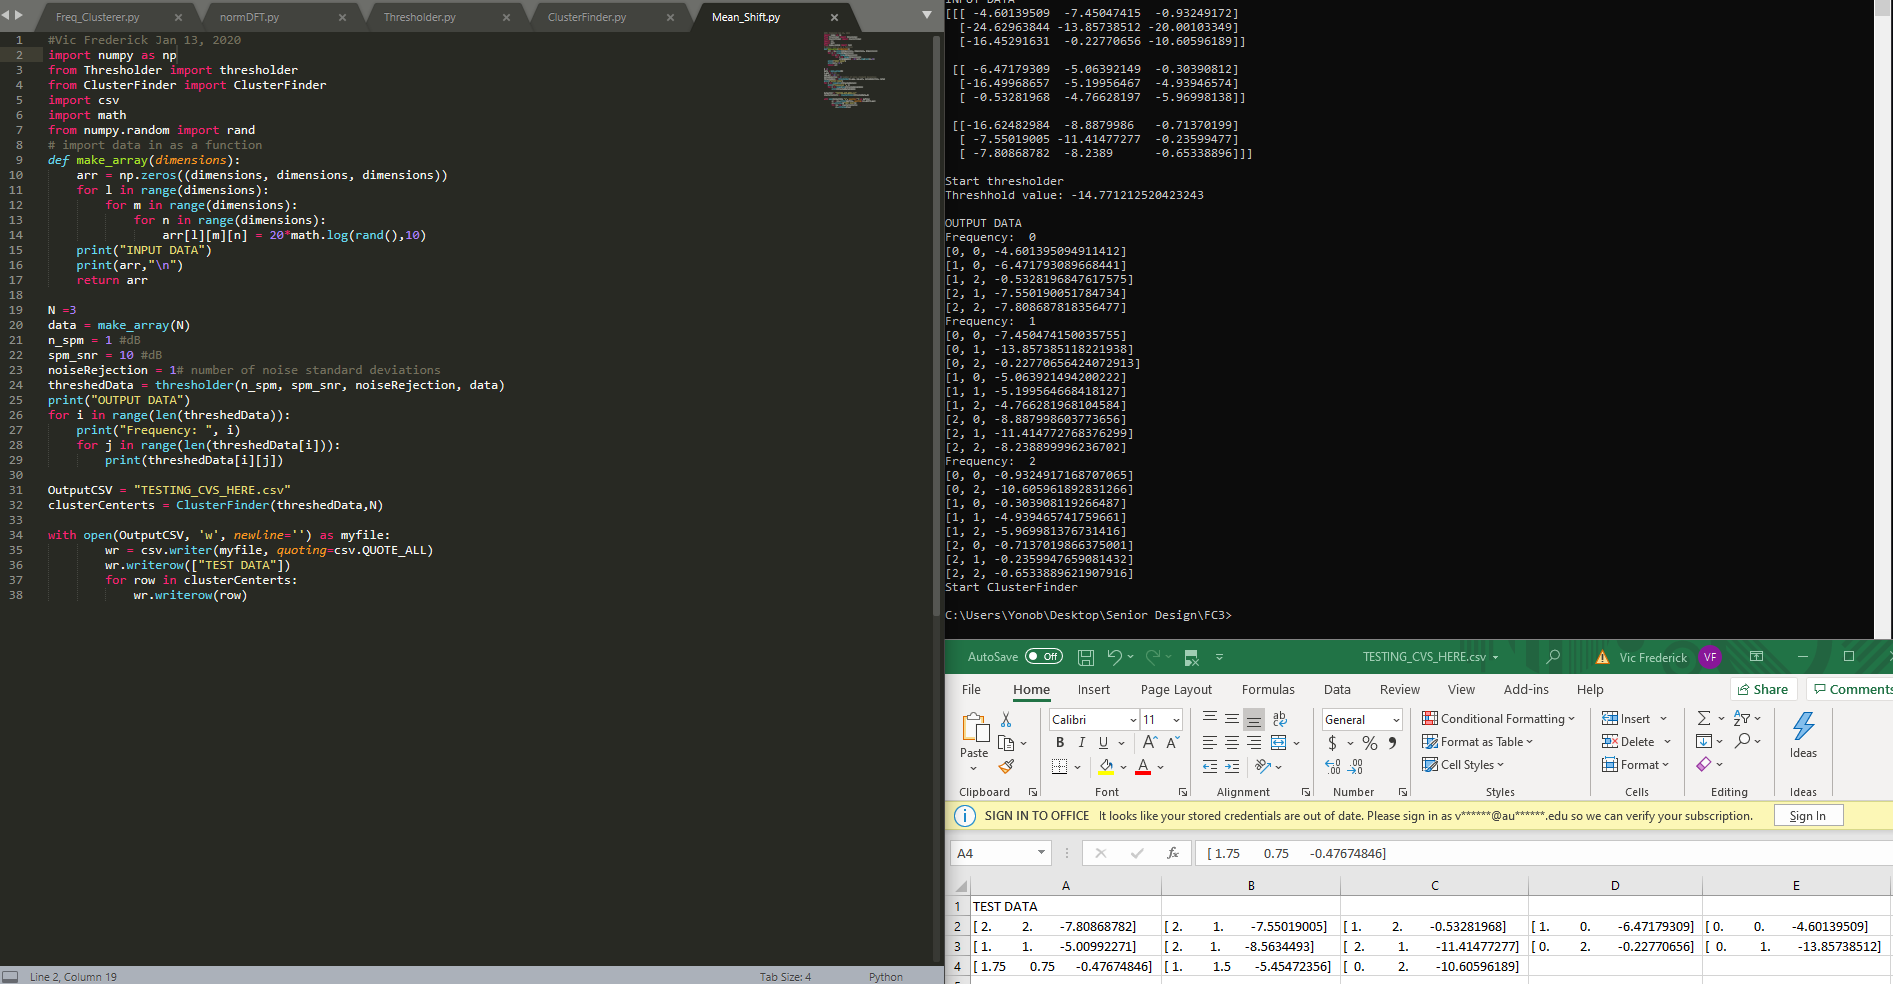 Freq_Clusterer.py × normDFT.py × Thresholder.py × ClusterFinder.py × Mean_Shift.py ×
1 #Vic Frederick Jan 13, 2020
2 import numpy as np
3 from Thresholder import thresholder
4 from ClusterFinder import ClusterFinder
5 import csv
6 import math
7 from numpy.random import rand
8 # import data in as a function
9 def make_array(dimensions):
10 arr = np.zeros((dimensions, dimensions, dimensions))
11 for l in range(dimensions):
12 for m in range(dimensions):
13 for n in range(dimensions):
14 arr[l][m][n] = 20*math.log(rand(),10)
15 print("INPUT DATA")
16 print(arr,"\n")
17 return arr
18
19 N =3
20 data = make_array(N)
21 n_spm = 1 #dB
22 spm_snr = 10 #dB
23 noiseRejection = 1# number of noise standard deviations
24 threshedData = thresholder(n_spm, spm_snr, noiseRejection, data)
25 print("OUTPUT DATA")
26 for i in range(len(threshedData)):
27 print("Frequency: ", i)
28 for j in range(len(threshedData[i])):
29 print(threshedData[i][j])
30
31 OutputCSV = "TESTING_CVS_HERE.csv"
32 clusterCenterts = ClusterFinder(threshedData,N)
33
34 with open(OutputCSV, 'w', newline='') as myfile:
35 wr = csv.writer(myfile, quoting=csv.QUOTE_ALL)
36 wr.writerow(["TEST DATA"])
37 for row in clusterCenterts:
38 wr.writerow(row)
Line 2, Column 19 Tab Size: 4 Python
INPUT DATA
[[[ -4.60139509 -7.45047415 -0.93249172]
[-24.62963844 -13.85738512 -20.00103349]
[-16.45291631 -0.22770656 -10.60596189]]
[[ -6.47179309 -5.06392149 -0.30390812]
[-16.49968657 -5.19956467 -4.93946574]
[ -0.53281968 -4.76628197 -5.96998138]]
[[-16.62482984 -8.8879986 -0.71370199]
[ -7.55019005 -11.41477277 -0.23599477]
[ -7.80868782 -8.2389 -0.65338896]]]
Start thresholder
Threshhold value: -14.771212520423243
OUTPUT DATA
Frequency: 0
[0, 0, -4.601395094911412]
[1, 0, -6.471793089668441]
[1, 2, -0.5328196847617575]
[2, 1, -7.550190051784734]
[2, 2, -7.808687818356477]
Frequency: 1
[0, 0, -7.450474150035755]
[0, 1, -13.857385118221938]
[0, 2, -0.22770656424072913]
[1, 0, -5.063921494200222]
[1, 1, -5.199564668418127]
[1, 2, -4.766281968104584]
[2, 0, -8.887998603773656]
[2, 1, -11.414772768376299]
[2, 2, -8.238899996236702]
Frequency: 2
[0, 0, -0.9324917168707065]
[0, 2, -10.605961892831266]
[1, 0, -0.303908119266487]
[1, 1, -4.939465741759661]
[1, 2, -5.969981376731416]
[2, 0, -0.7137019866375001]
[2, 1, -0.2359947659081432]
[2, 2, -0.6533889621907916]
Start ClusterFinder
C:\Users\Yonob\Desktop\Senior Design\FC3>
AutoSave Off TESTING_CVS_HERE.csv Vic Frederick VF
File Home Insert Page Layout Formulas Data Review View Add-ins Help Share Comments
Paste Calibri 11 General Conditional Formatting Insert Ideas
B I U A A $ % Format as Table Delete
A Cell Styles Format
Clipboard Font Alignment Number Styles Cells Editing Ideas
SIGN IN TO OFFICE It looks like your stored credentials are out of date. Please sign in as v******@au******.edu so we can verify your subscription. Sign In
A4 fx [ 1.75 0.75 -0.47674846]
A B C D E
1 TEST DATA
2 [ 2. 2. -7.80868782] [ 2. 1. -7.55019005] [ 1. 2. -0.53281968] [ 1. 0. -6.47179309] [ 0. 0. -4.60139509]
3 [ 1. 1. -5.00992271] [ 2. 1. -8.5634493] [ 2. 1. -11.41477277] [ 0. 2. -0.22770656] [ 0. 1. -13.85738512]
4 [ 1.75 0.75 -0.47674846] [ 1. 1.5 -5.45472356] [ 0. 2. -10.60596189]